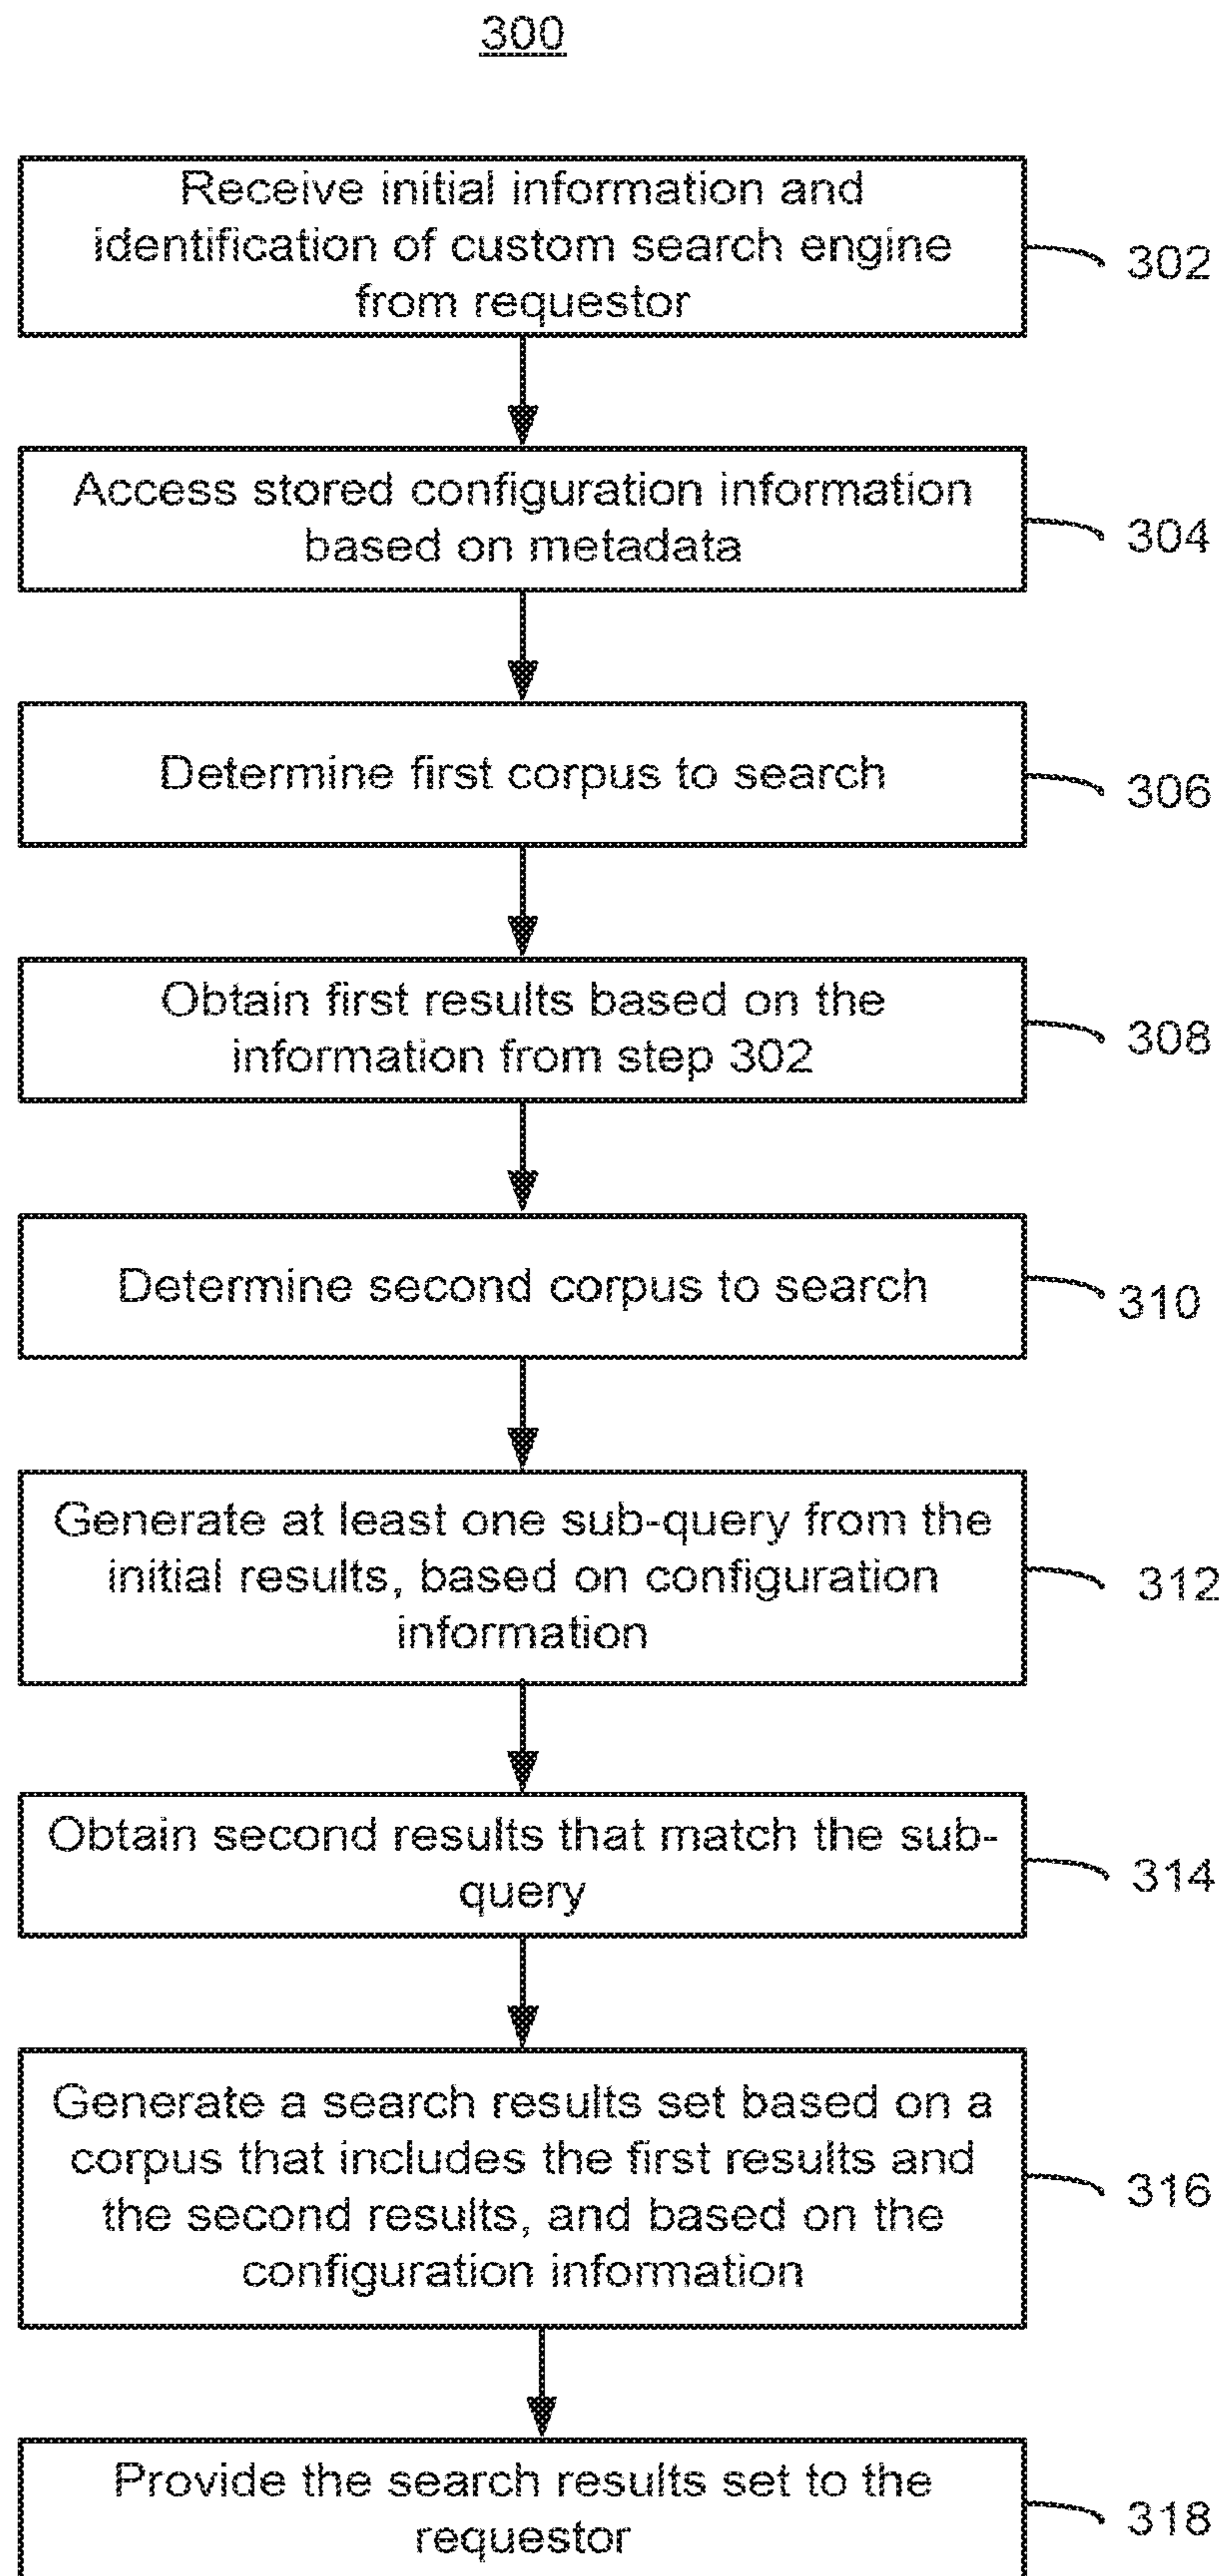 300
Receive initial information and
identification of custom search engine
from requestor
302
Access stored configuration information
based on metadata
304
Determine first corpus to search
306
Obtain first results based on the
information from step 302
308
Determine second corpus to search
310
Generate at least one sub-query from the
initial results, based on configuration
information
312
Obtain second results that match the sub-
query
314
Generate a search results set based on a
corpus that includes the first results and
the second results, and based on the
configuration information
316
Provide the search results set to the
requestor
318